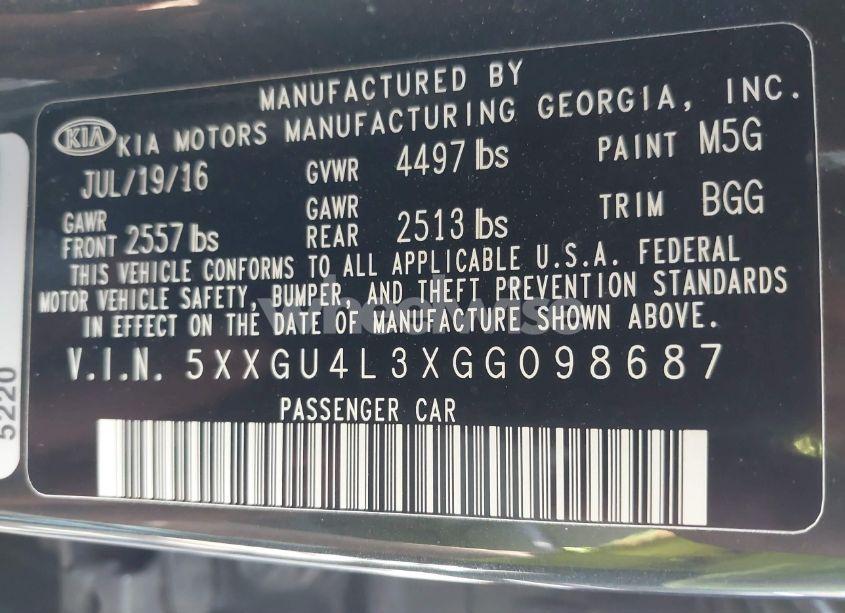 MANUFACTURED BY
KIA KIA MOTORS MANUFACTURING GEORGIA, INC.
JUL/19/16 GVWR 4497 lbs PAINT M5G
GAWR FRONT 2557 lbs GAWR REAR 2513 lbs TRIM BGG
THIS VEHICLE CONFORMS TO ALL APPLICABLE U.S.A. FEDERAL
MOTOR VEHICLE SAFETY, BUMPER, AND THEFT PREVENTION STANDARDS
IN EFFECT ON THE DATE OF MANUFACTURE SHOWN ABOVE.
V.I.N. 5XXGU4L3XGG098687
PASSENGER CAR
5220